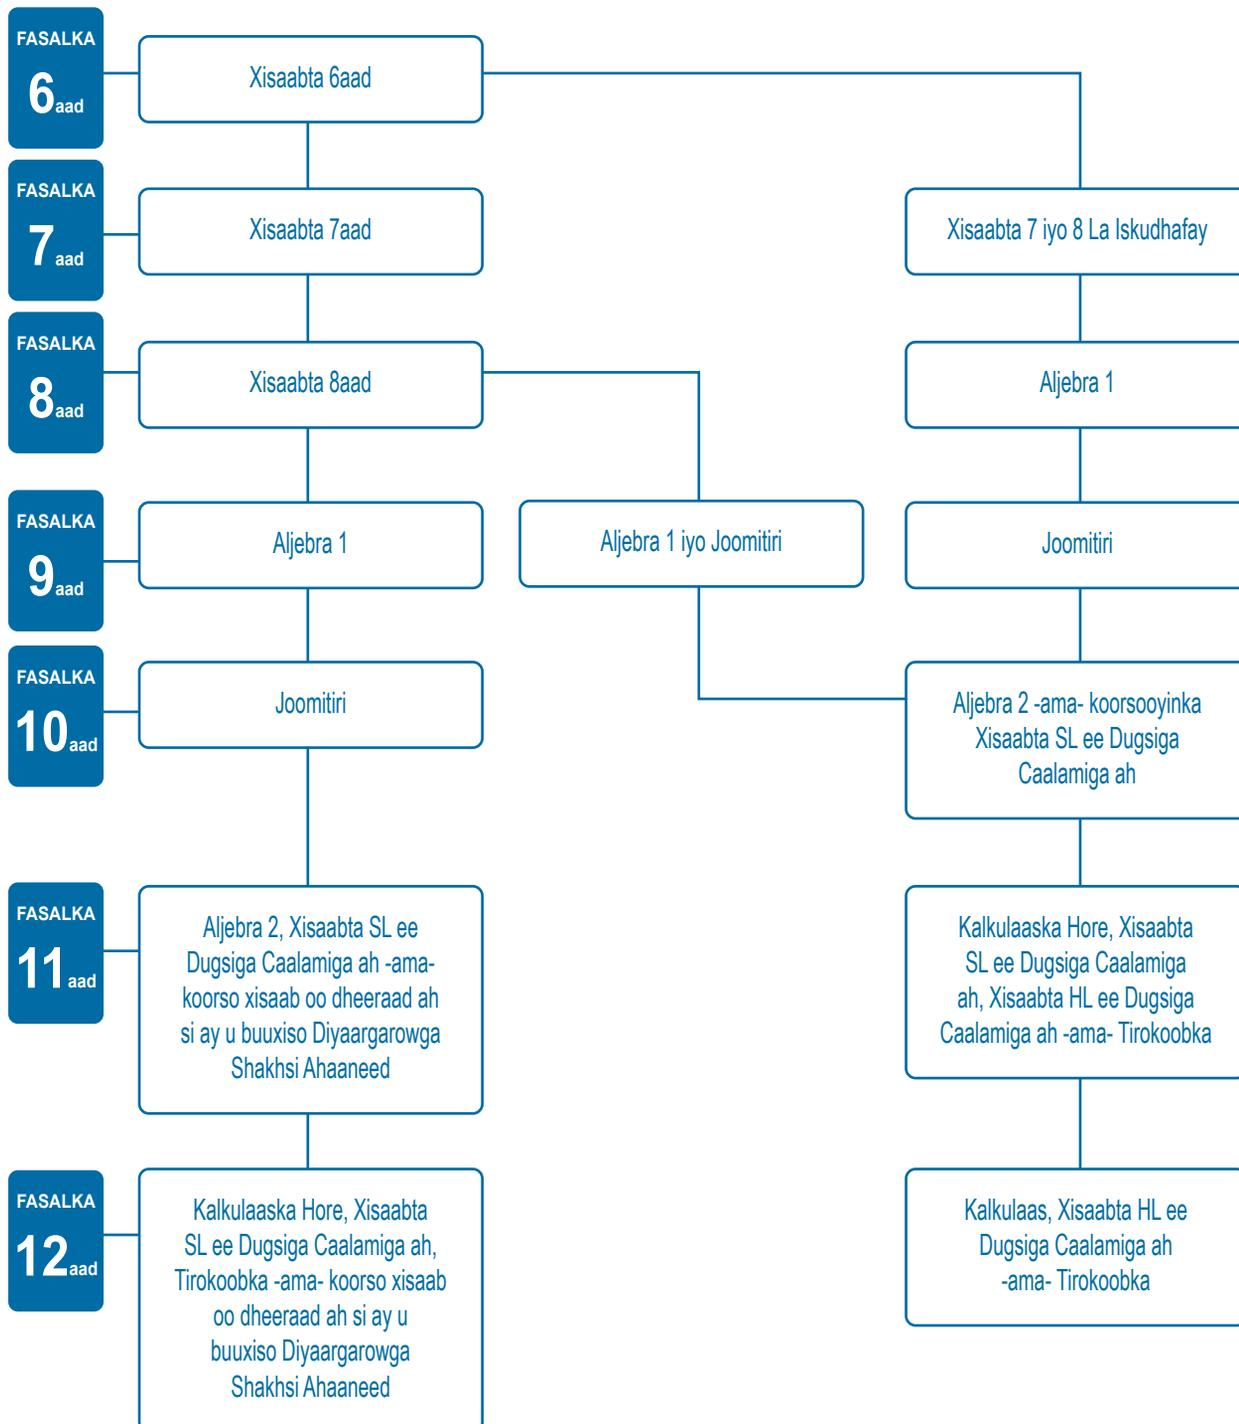 FASALKA
6aad
Xisaabta 6aad
FASALKA
7aad
Xisaabta 7aad
Xisaabta 7 iyo 8 La Iskudhafay
FASALKA
8aad
Xisaabta 8aad
Aljebra 1
FASALKA
9aad
Aljebra 1
Aljebra 1 iyo Joomitiri
Joomitiri
FASALKA
10aad
Joomitiri
Aljebra 2 -ama- koorsooyinka
Xisaabta SL ee Dugsiga
Caalamiga ah
FASALKA
11aad
Aljebra 2, Xisaabta SL ee
Dugsiga Caalamiga ah -ama-
koorso xisaab oo dheeraad ah
si ay u buuxiso Diyaargarowga
Shakhsi Ahaaneed
Kalkulaaska Hore, Xisaabta
SL ee Dugsiga Caalamiga
ah, Xisaabta HL ee Dugsiga
Caalamiga ah -ama- Tirokoobka
FASALKA
12aad
Kalkulaaska Hore, Xisaabta
SL ee Dugsiga Caalamiga ah,
Tirokoobka -ama- koorso xisaab
oo dheeraad ah si ay u
buuxiso Diyaargarowga
Shakhsi Ahaaneed
Kalkulaas, Xisaabta HL ee
Dugsiga Caalamiga ah
-ama- Tirokoobka